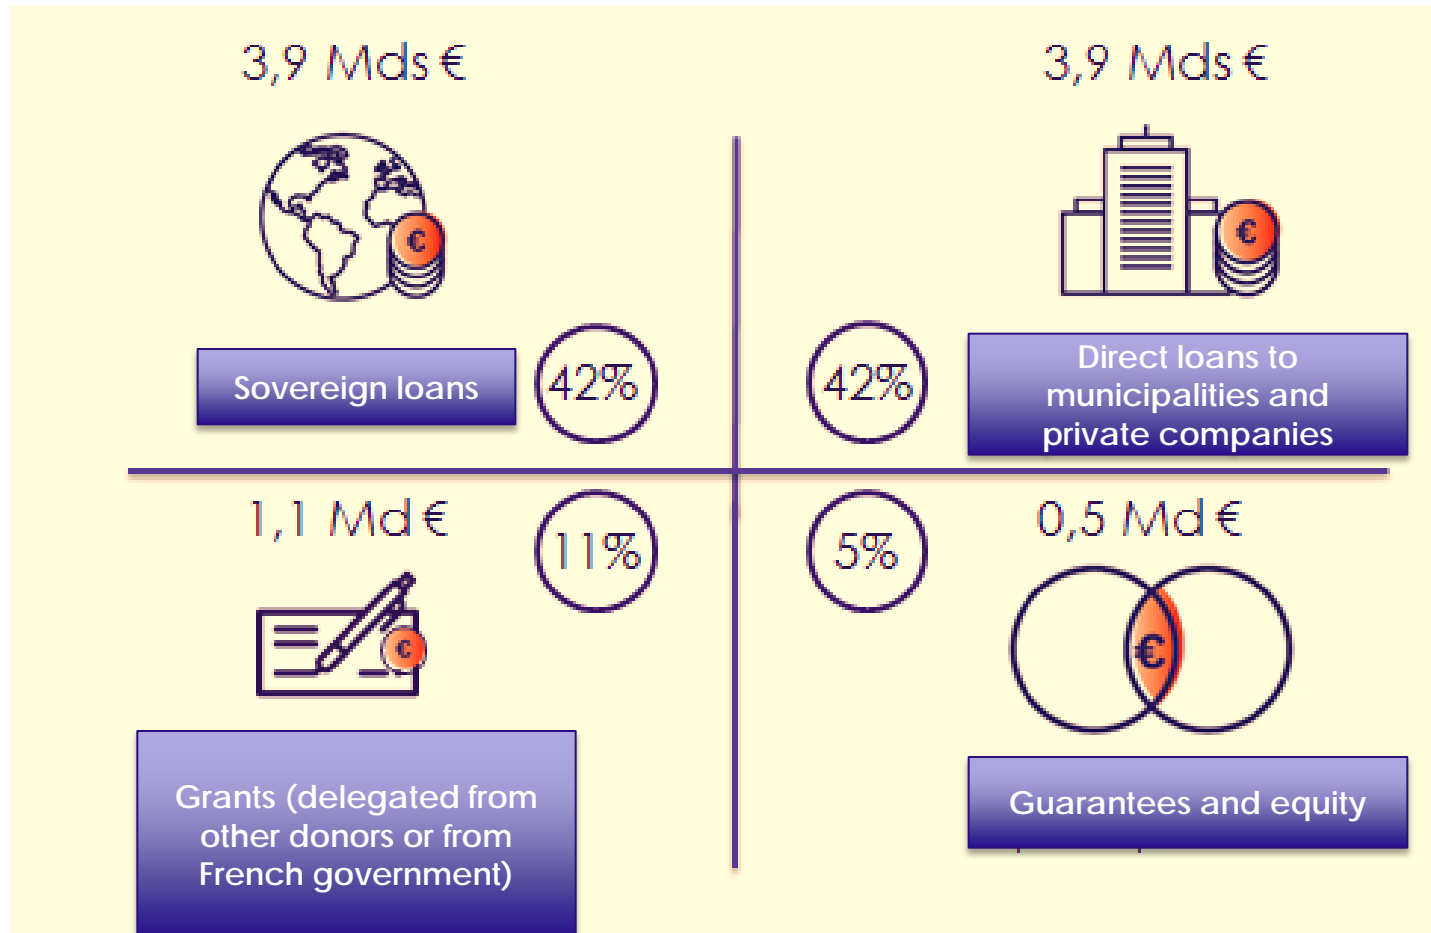 3,9 Mds €
3,9 Mds €
€
€
Sovereign loans
42%
42%
Direct loans to
municipalities and
private companies
1,1 Md €
11%
5%
0,5 Md €
€
€
Grants (delegated from
other donors or from
French government)
Guarantees and equity